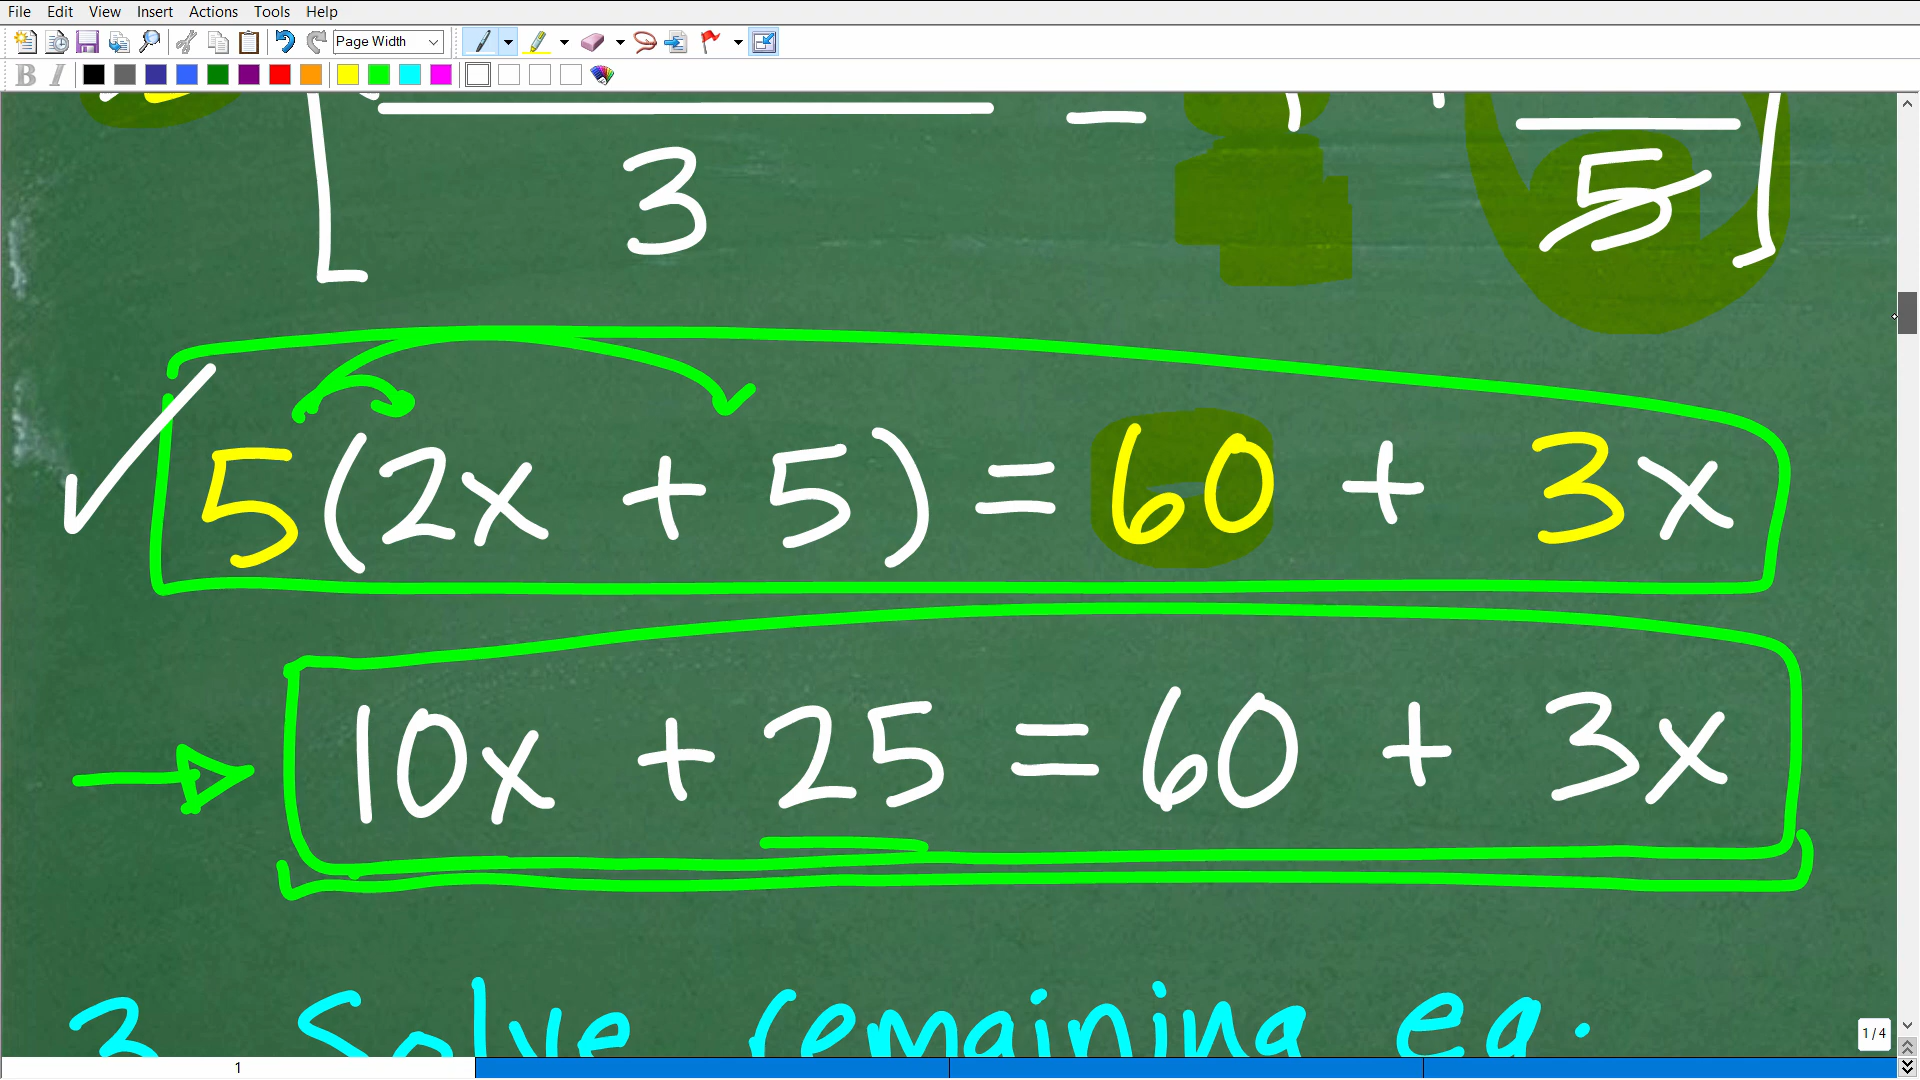 File Edit View Insert Actions Tools Help
Page Width
B I
3 5
5(2x + 5) = 60 + 3x
10x + 25 = 60 + 3x
3 Solve remaining eq.
1 / 4
1